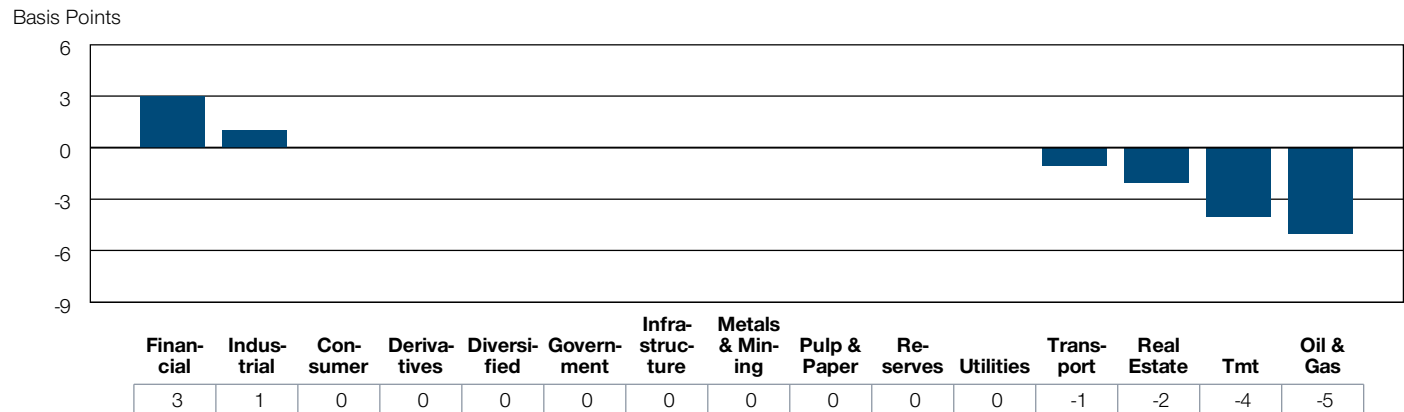 Basis Points
6
3
0
-3
-6
-9
Finan-
cial
Indus-
trial
Con-
sumer
Deriva-
tives
Diversi-
fied
Govern-
ment
Infra-
struc-
ture
Metals
& Min-
ing
Pulp &
Paper
Re-
serves
Utilities
Trans-
port
Real
Estate
Tmt
Oil &
Gas
3 1 0 0 0 0 0 0 0 0 0 -1 -2 -4 -5